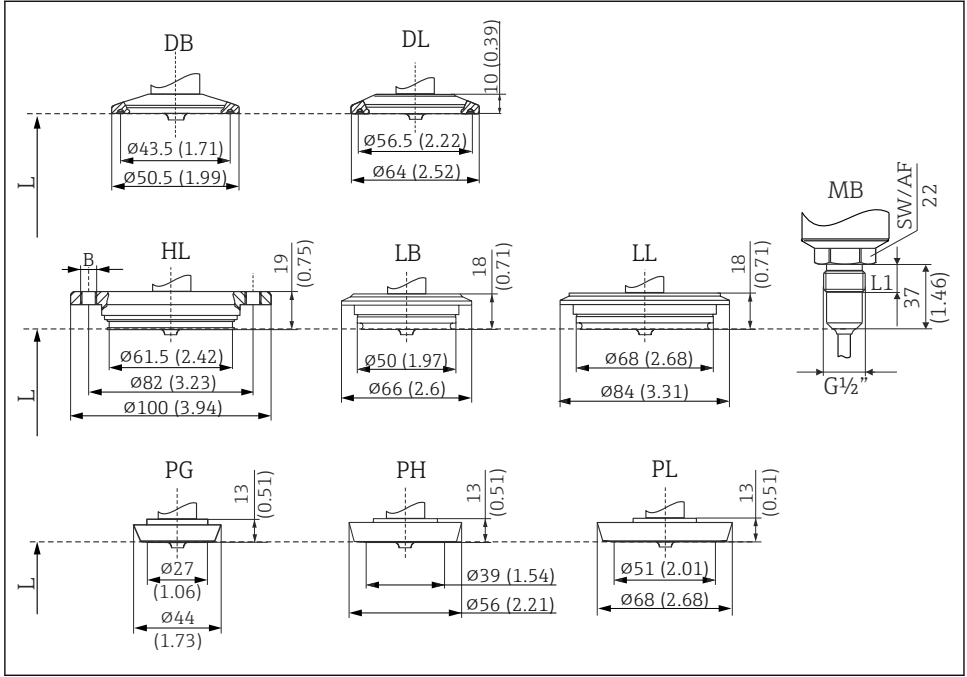 DB
DL
10 (0.39)
ø43.5 (1.71)
ø50.5 (1.99)
ø56.5 (2.22)
ø64 (2.52)
L
MB
SW/AF
22
B
HL
19
(0.75)
LB
18
(0.71)
LL
18
(0.71)
L1
37
(1.46)
ø61.5 (2.42)
ø82 (3.23)
ø100 (3.94)
ø50 (1.97)
ø66 (2.6)
ø68 (2.68)
ø84 (3.31)
G½"
L
PG
13
(0.51)
PH
13
(0.51)
PL
13
(0.51)
ø27
(1.06)
ø44
(1.73)
ø39 (1.54)
ø56 (2.21)
ø51 (2.01)
ø68 (2.68)
L